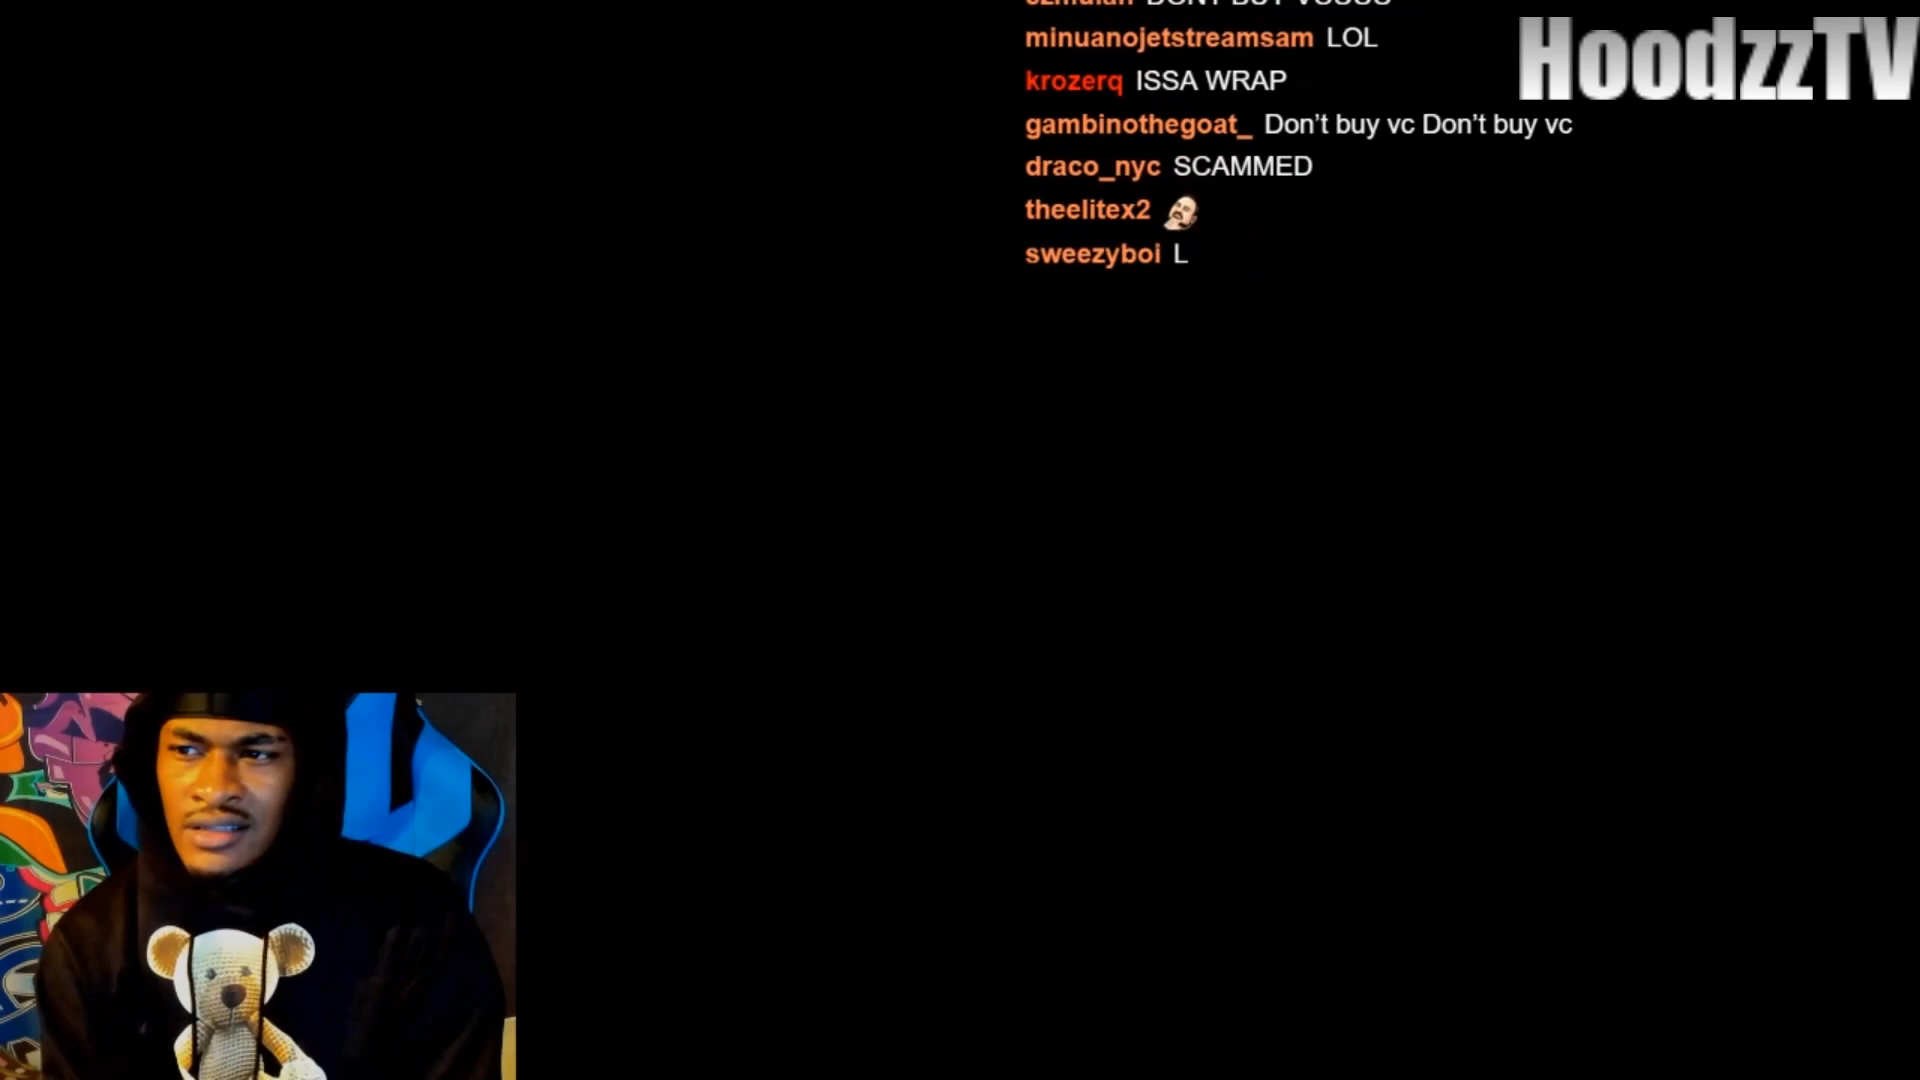 minuanojetstreamsam LOL
HoodzzTV
krozerq ISSA WRAP
gambinothegoat_ Don't buy vc Don't buy vc
draco_nyc SCAMMED
theelitex2
sweezyboi L